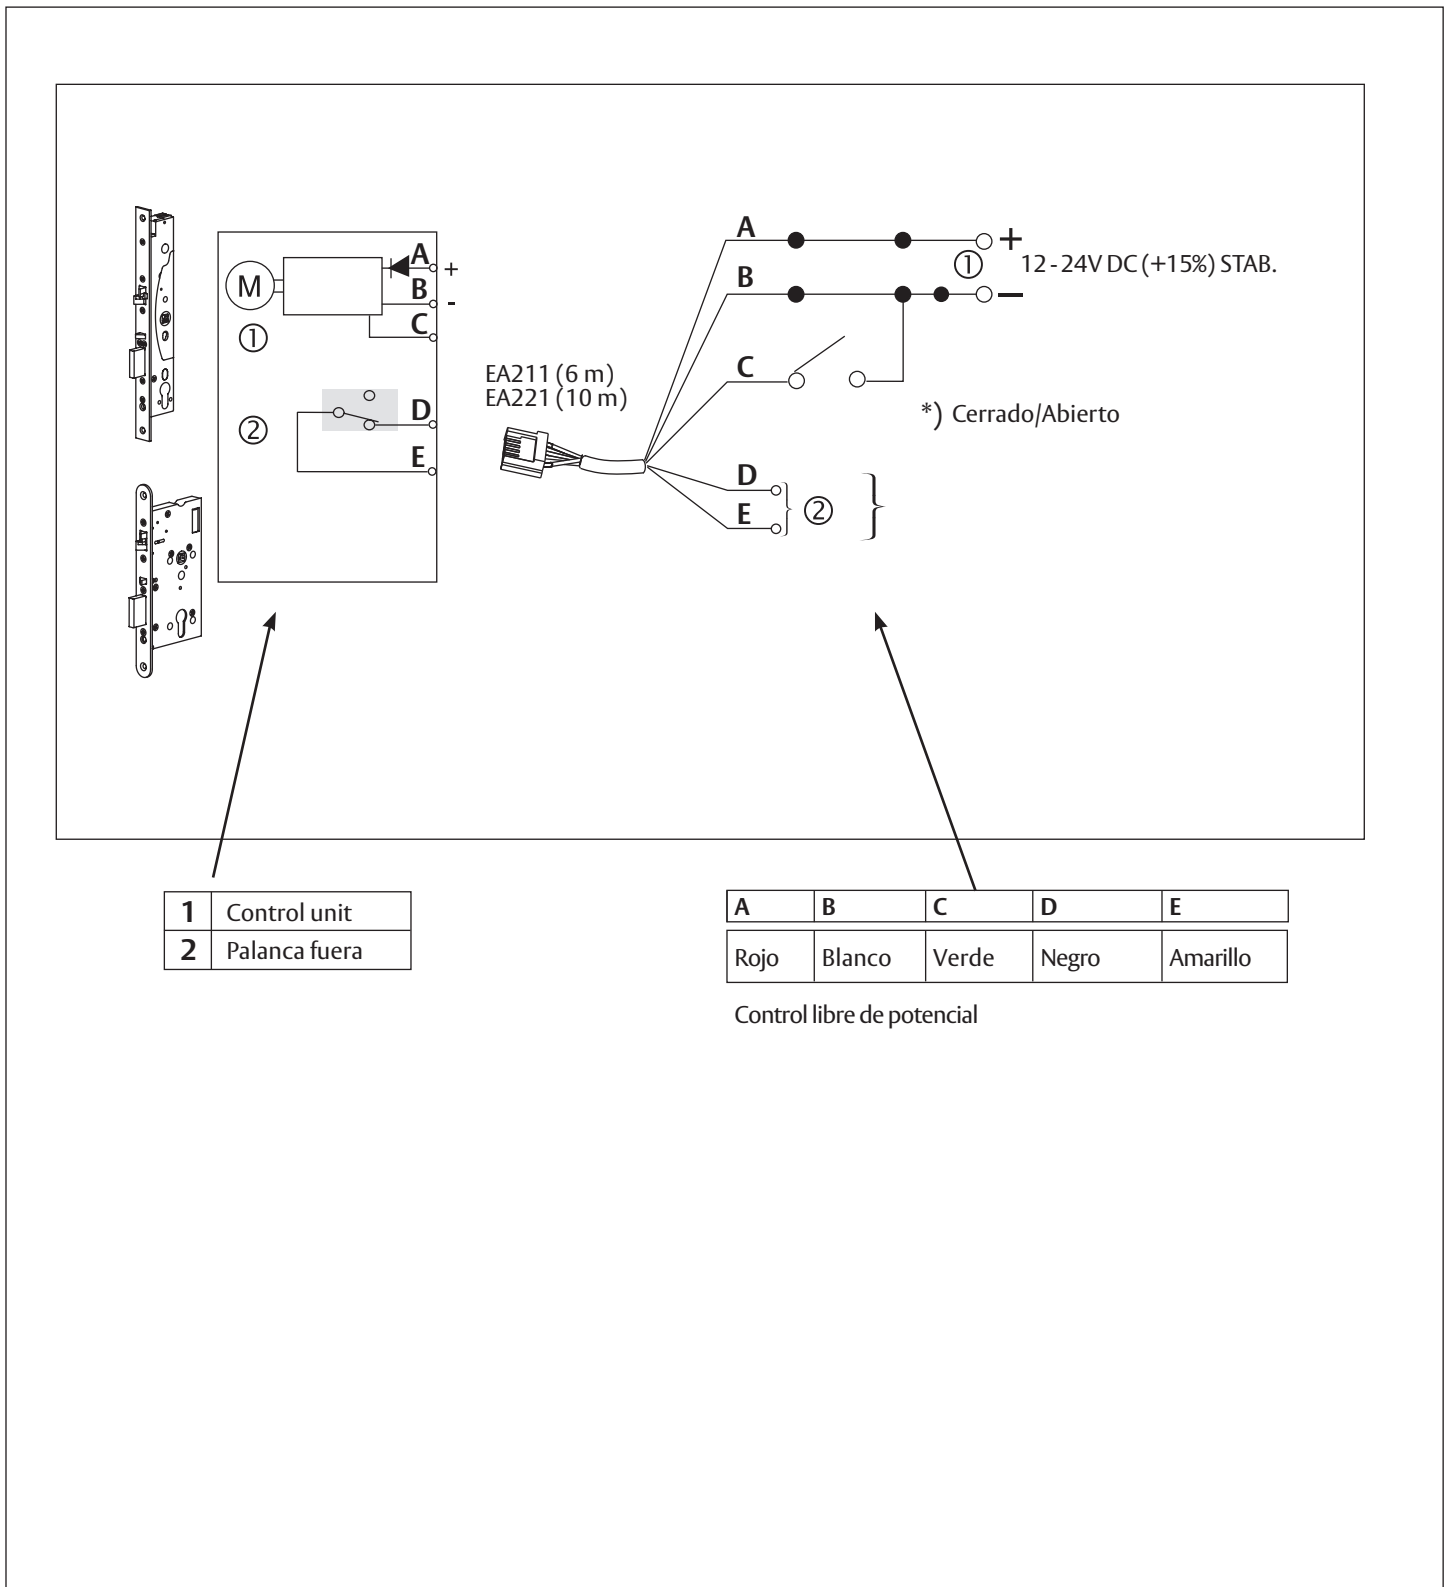 A
+
B
-
C
M
①
②
D
E
EA211 (6 m)
EA221 (10 m)
A
+
①
12 - 24V DC (+15%) STAB.
B
—
C
*) Cerrado/Abierto
D
E
②
1 Control unit
2 Palanca fuera
A B C D E
Rojo Blanco Verde Negro Amarillo
Control libre de potencial